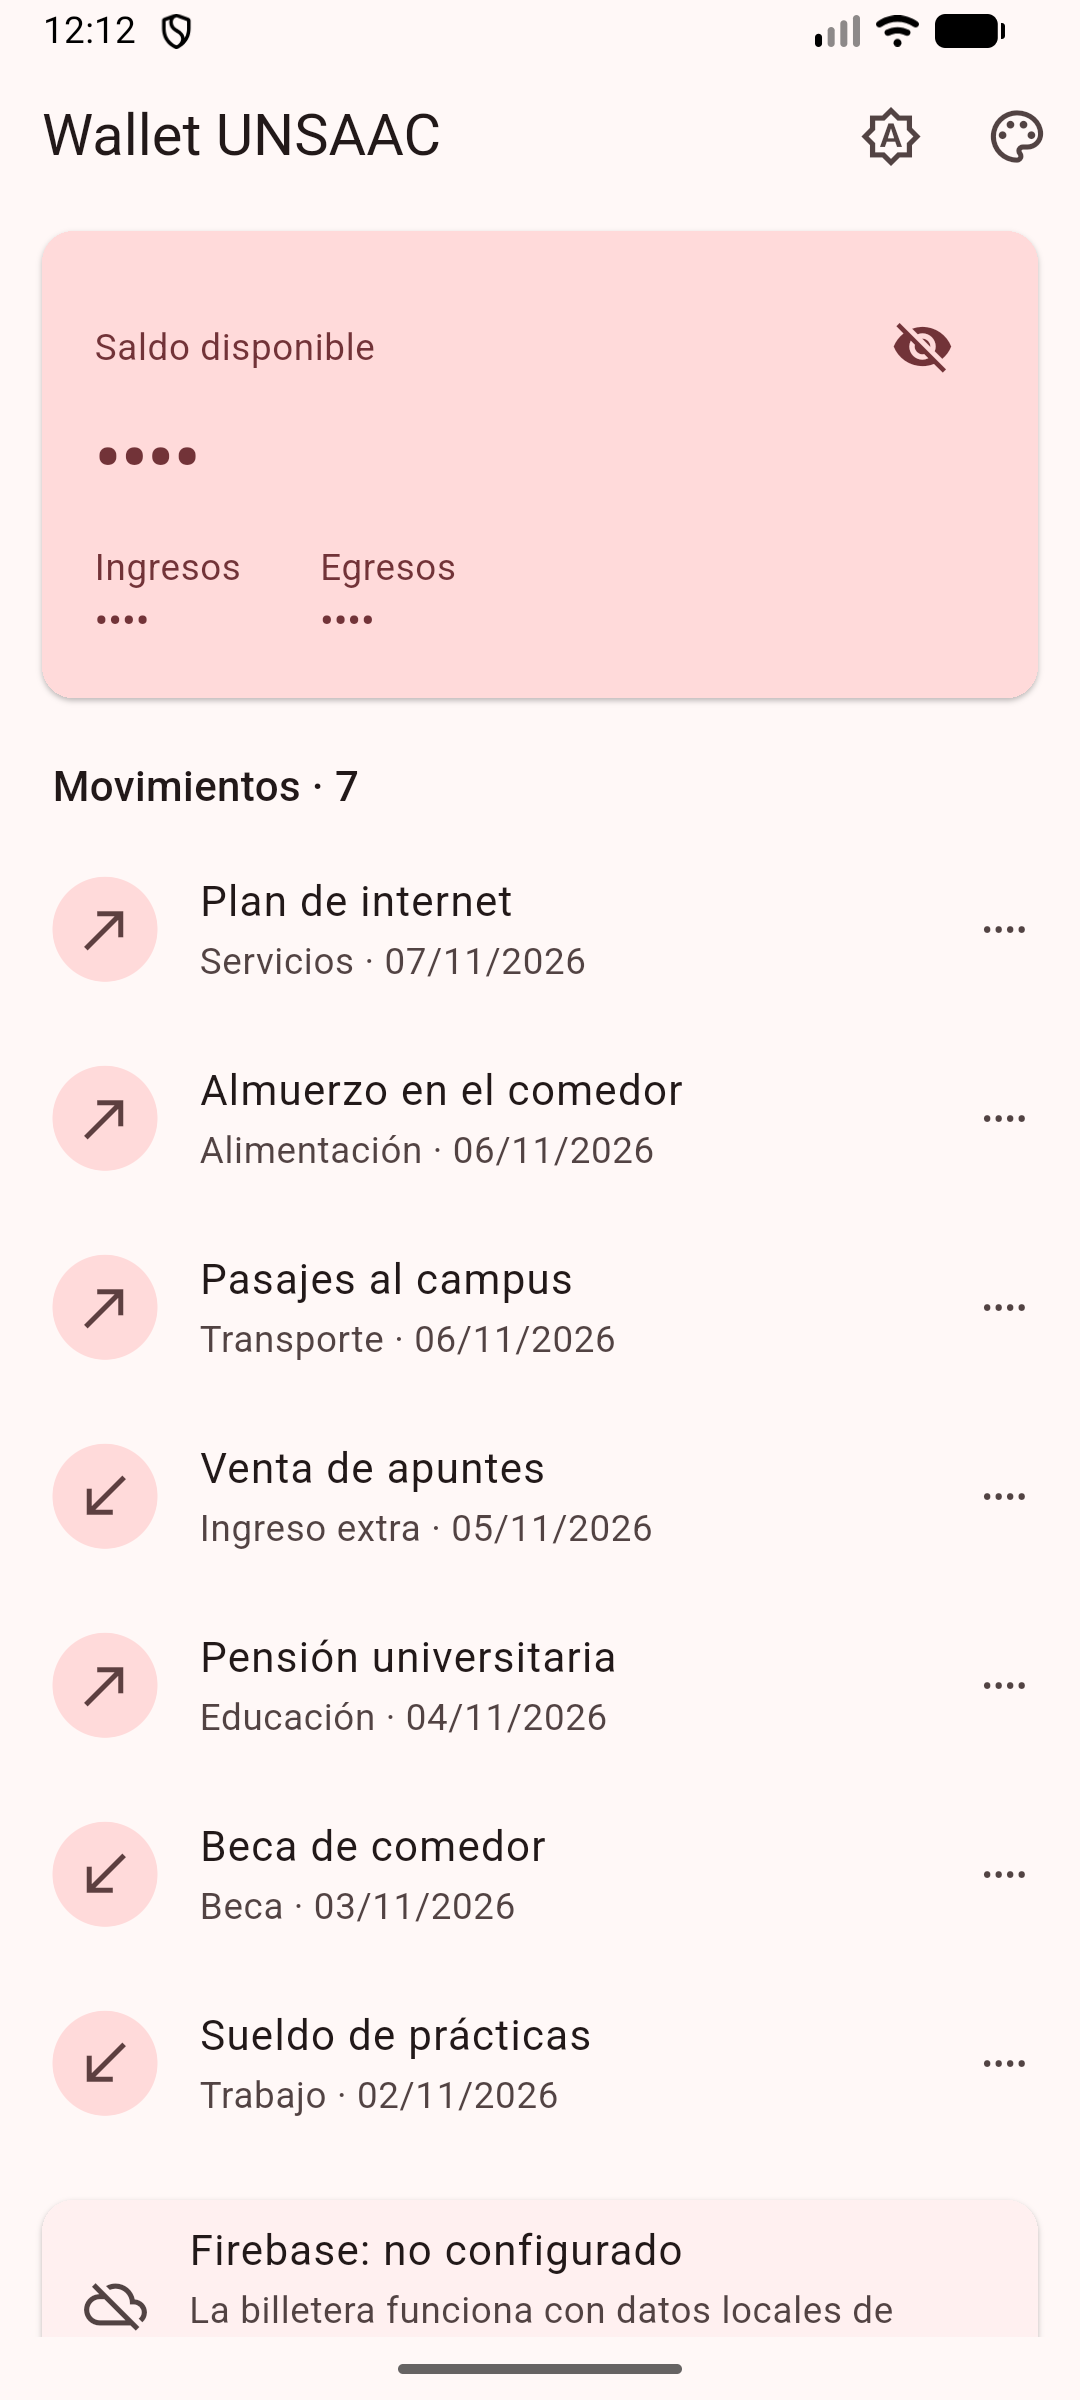 12:12
Wallet UNSAAC
A
Saldo disponible
••••
Ingresos Egresos
•••• ••••
Movimientos · 7
Plan de internet
Servicios · 07/11/2026
••••
Almuerzo en el comedor
Alimentación · 06/11/2026
••••
Pasajes al campus
Transporte · 06/11/2026
••••
Venta de apuntes
Ingreso extra · 05/11/2026
••••
Pensión universitaria
Educación · 04/11/2026
••••
Beca de comedor
Beca · 03/11/2026
••••
Sueldo de prácticas
Trabajo · 02/11/2026
••••
Firebase: no configurado
La billetera funciona con datos locales de